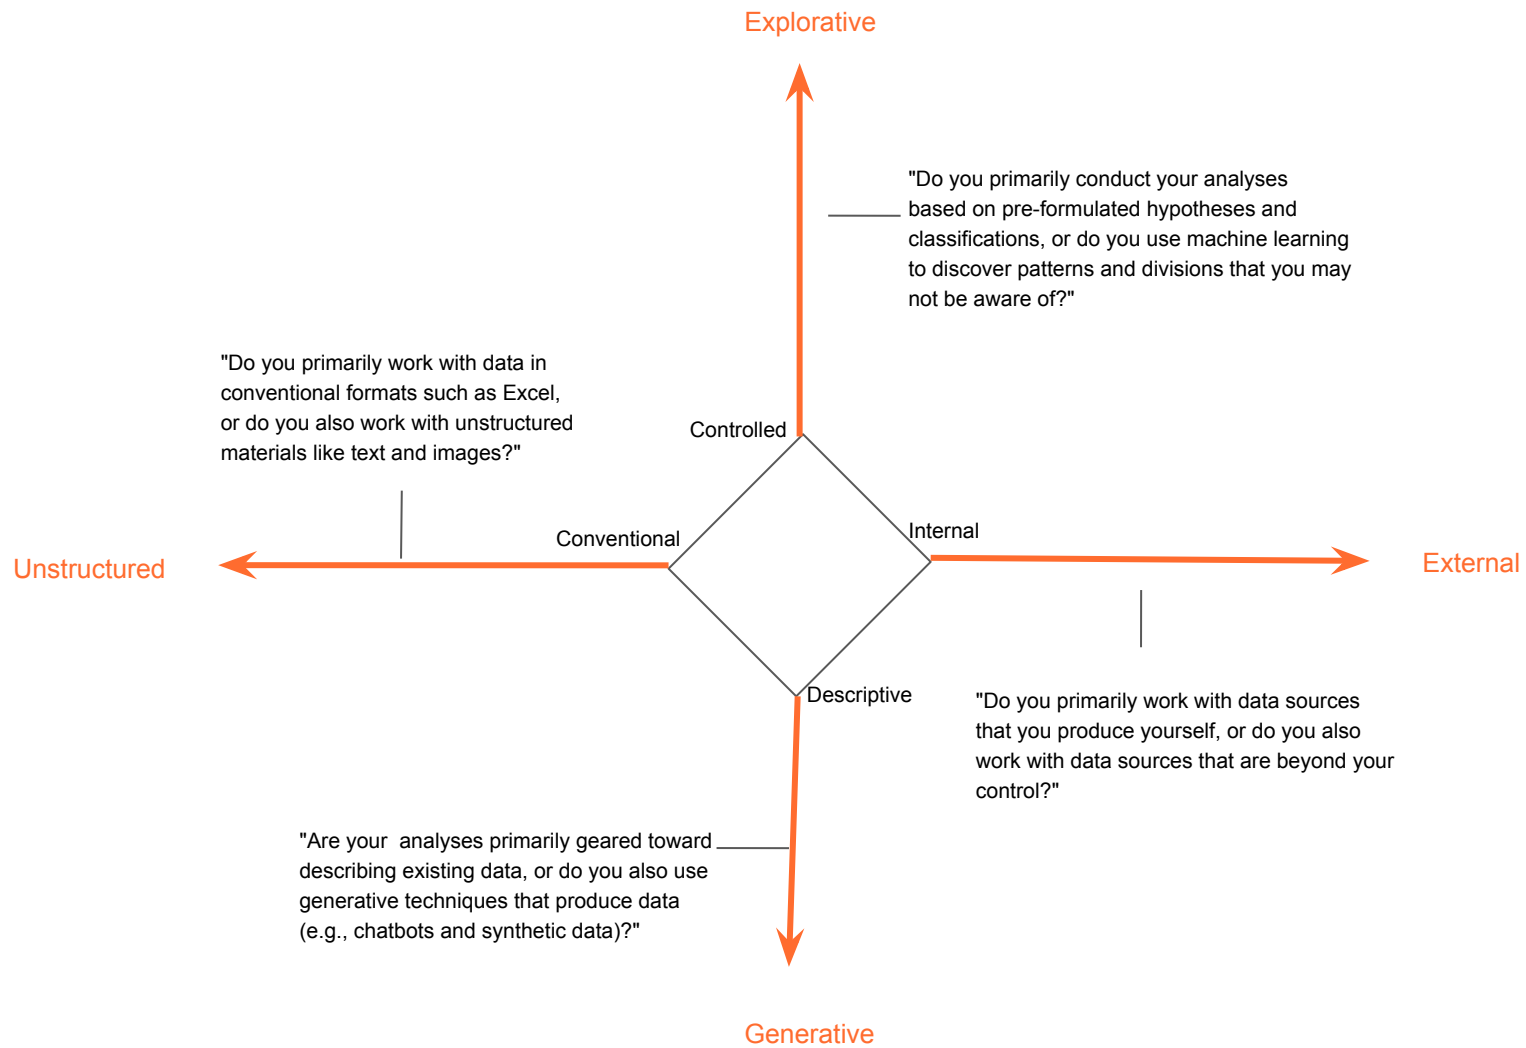 Explorative
"Do you primarily conduct your analyses
based on pre-formulated hypotheses and
classifications, or do you use machine learning
to discover patterns and divisions that you may
not be aware of?"
"Do you primarily work with data in
conventional formats such as Excel,
or do you also work with unstructured
materials like text and images?"
Controlled
Conventional
Internal
Unstructured
External
Descriptive
"Do you primarily work with data sources
that you produce yourself, or do you also
work with data sources that are beyond your
control?"
"Are your  analyses primarily geared toward
describing existing data, or do you also use
generative techniques that produce data
(e.g., chatbots and synthetic data)?"
Generative